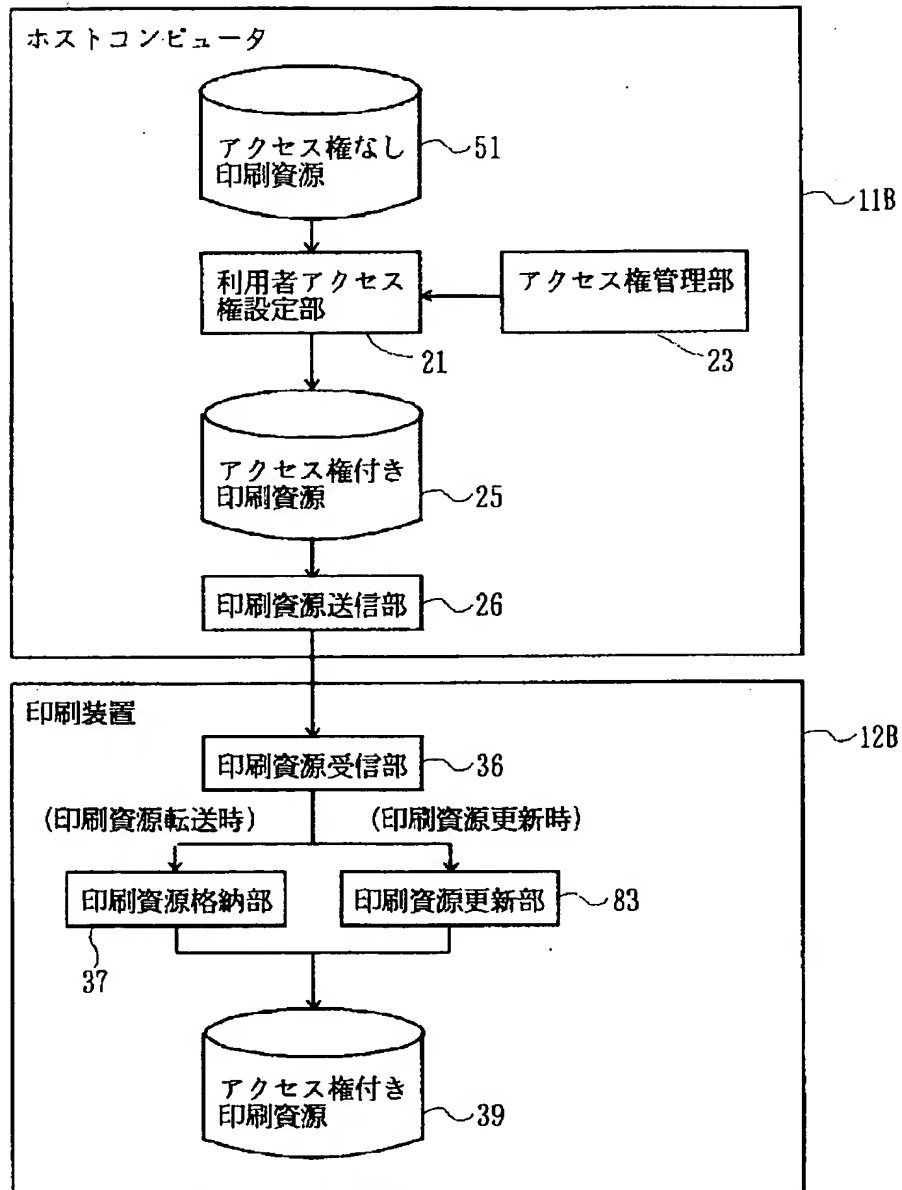 ホストコンピュータ
アクセス権なし
印刷資源
51
11B
利用者アクセス
権設定部
アクセス権管理部
21
23
アクセス権付き
印刷資源
25
印刷資源送信部
26
印刷装置
12B
印刷資源受信部
36
(印刷資源転送時)
(印刷資源更新時)
印刷資源格納部
印刷資源更新部
83
37
アクセス権付き
印刷資源
39